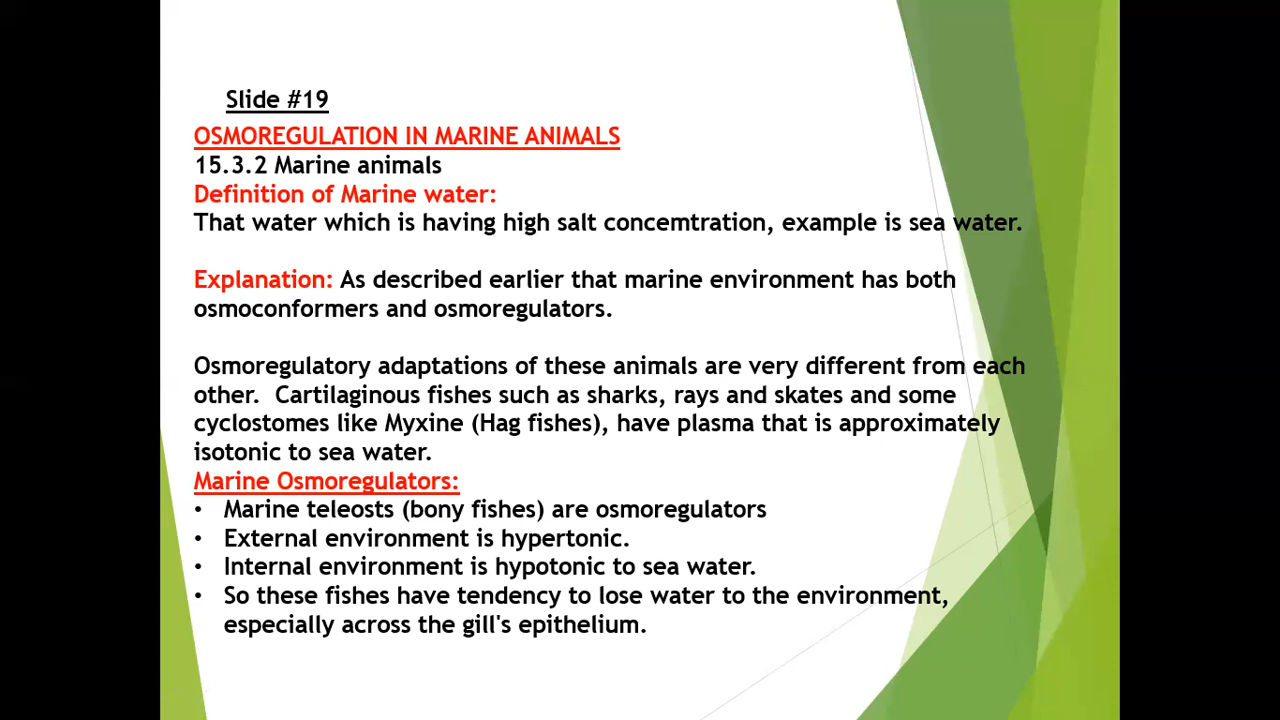 Slide #19
OSMOREGULATION IN MARINE ANIMALS
15.3.2 Marine animals
Definition of Marine water:
That water which is having high salt concemtration, example is sea water.
Explanation: As described earlier that marine environment has both
osmoconformers and osmoregulators.
Osmoregulatory adaptations of these animals are very different from each
other. Cartilaginous fishes such as sharks, rays and skates and some
cyclostomes like Myxine (Hag fishes), have plasma that is approximately
isotonic to sea water.
Marine Osmoregulators:
• Marine teleosts (bony fishes) are osmoregulators
• External environment is hypertonic.
• Internal environment is hypotonic to sea water.
• So these fishes have tendency to lose water to the environment,
especially across the gill's epithelium.